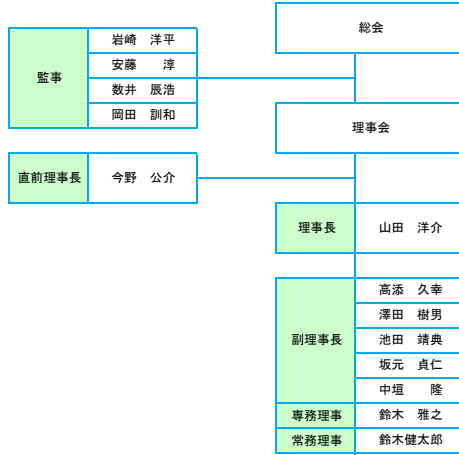 総会
監事
岩崎　洋平
安藤　　淳
数井　辰浩
岡田　訓和
理事会
直前理事長　今野　公介
理事長　山田　洋介
副理事長
高添　久幸
澤田　樹男
池田　靖典
坂元　貞仁
中垣　　隆
専務理事　鈴木　雅之
常務理事　鈴木健太郎